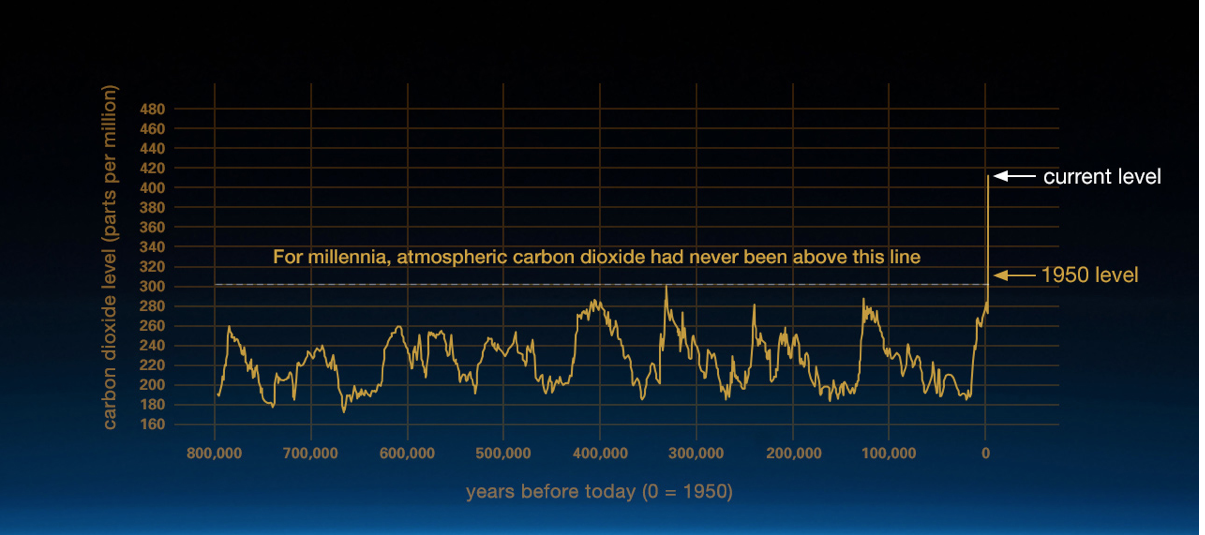 carbon dioxide level (parts per million)
480
460
440
420
400
380
360
340
320
300
280
260
240
220
200
180
160
current level
For millennia, atmospheric carbon dioxide had never been above this line
1950 level
800,000 700,000 600,000 500,000 400,000 300,000 200,000 100,000 0
years before today (0 = 1950)